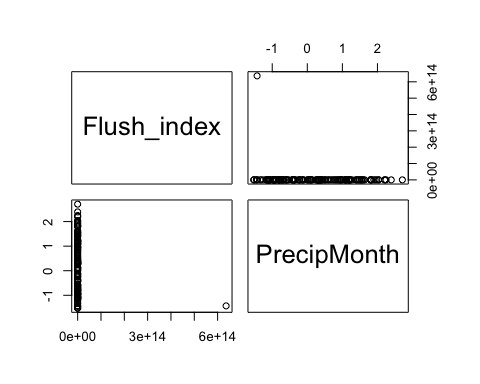 -1 0 1 2
Flush_index
0e+00 3e+14 6e+14
-1 0 1 2
PrecipMonth
0e+00 3e+14 6e+14